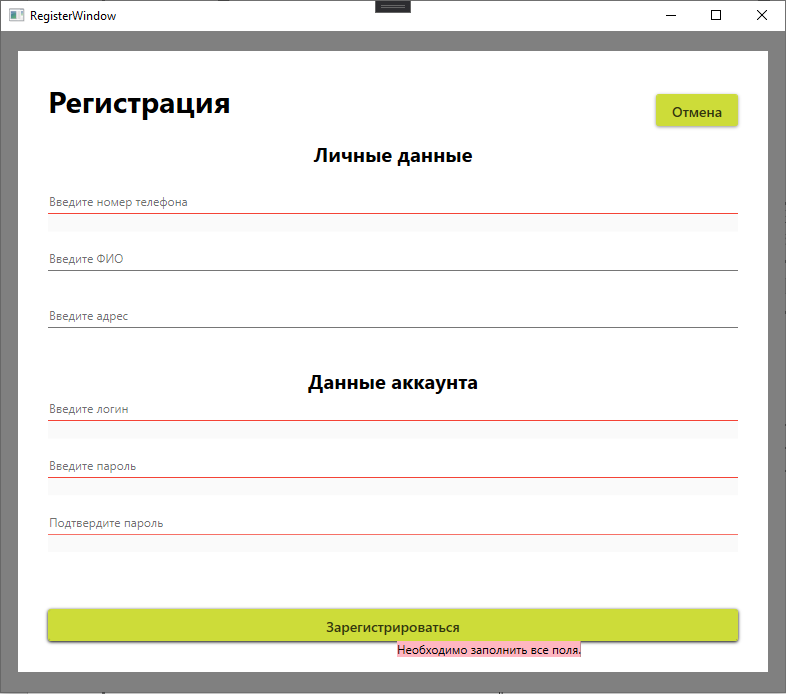 RegisterWindow
Регистрация
Отмена
Личные данные
Введите номер телефона
Введите ФИО
Введите адрес
Данные аккаунта
Введите логин
Введите пароль
Подтвердите пароль
Зарегистрироваться
Необходимо заполнить все поля.